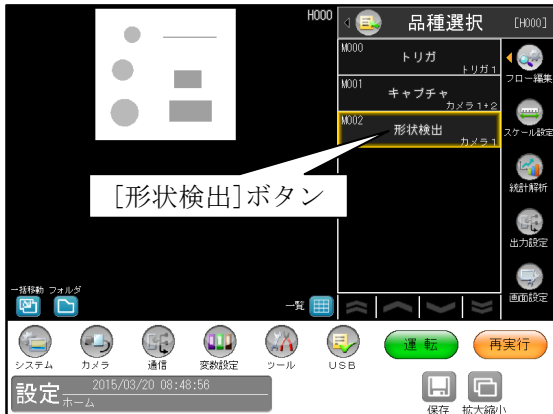 H000
品種選択
[H000]
M000
トリガ
トリガ1
M001
キャプチャ
カメラ1+2
M002
形状検出
カメラ1
[形状検出]ボタン
フロー編集
スケール設定
統計解析
出力設定
画面設定
一括移動
フォルダ
一覧
システム
カメラ
通信
変数設定
ツール
USB
運転
再実行
設定
2015/03/20 08:48:56
ホーム
保存
拡大縮小